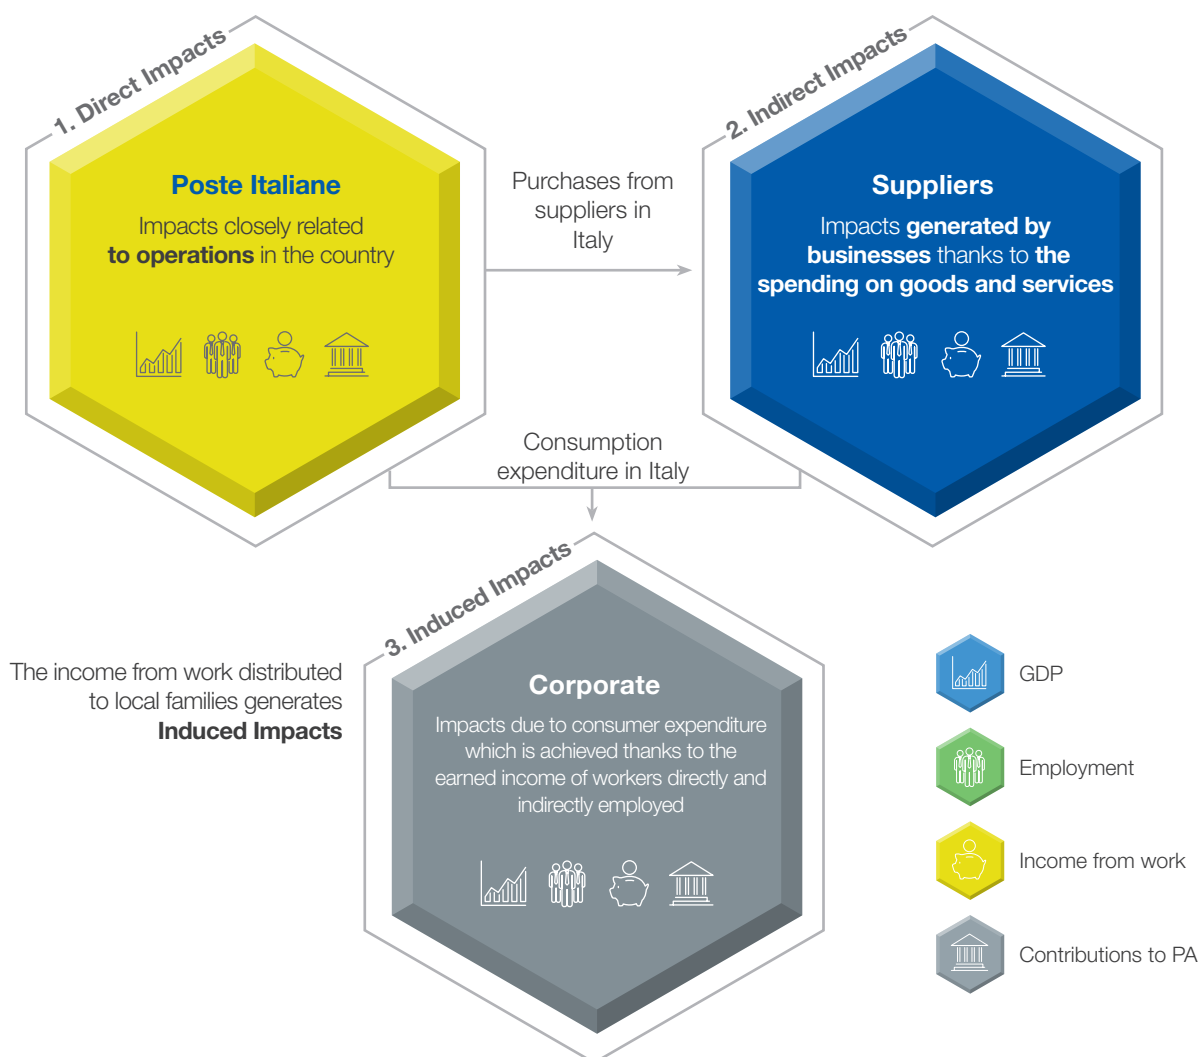 1. Direct Impacts
Poste Italiane
Impacts closely related
to operations in the country
Purchases from
suppliers in
Italy
2. Indirect Impacts
Suppliers
Impacts generated by
businesses thanks to the
spending on goods and services
Consumption
expenditure in Italy
3. Induced Impacts
The income from work distributed
to local families generates
Induced Impacts
Corporate
Impacts due to consumer expenditure
which is achieved thanks to the
earned income of workers directly and
indirectly employed
GDP
Employment
Income from work
Contributions to PA